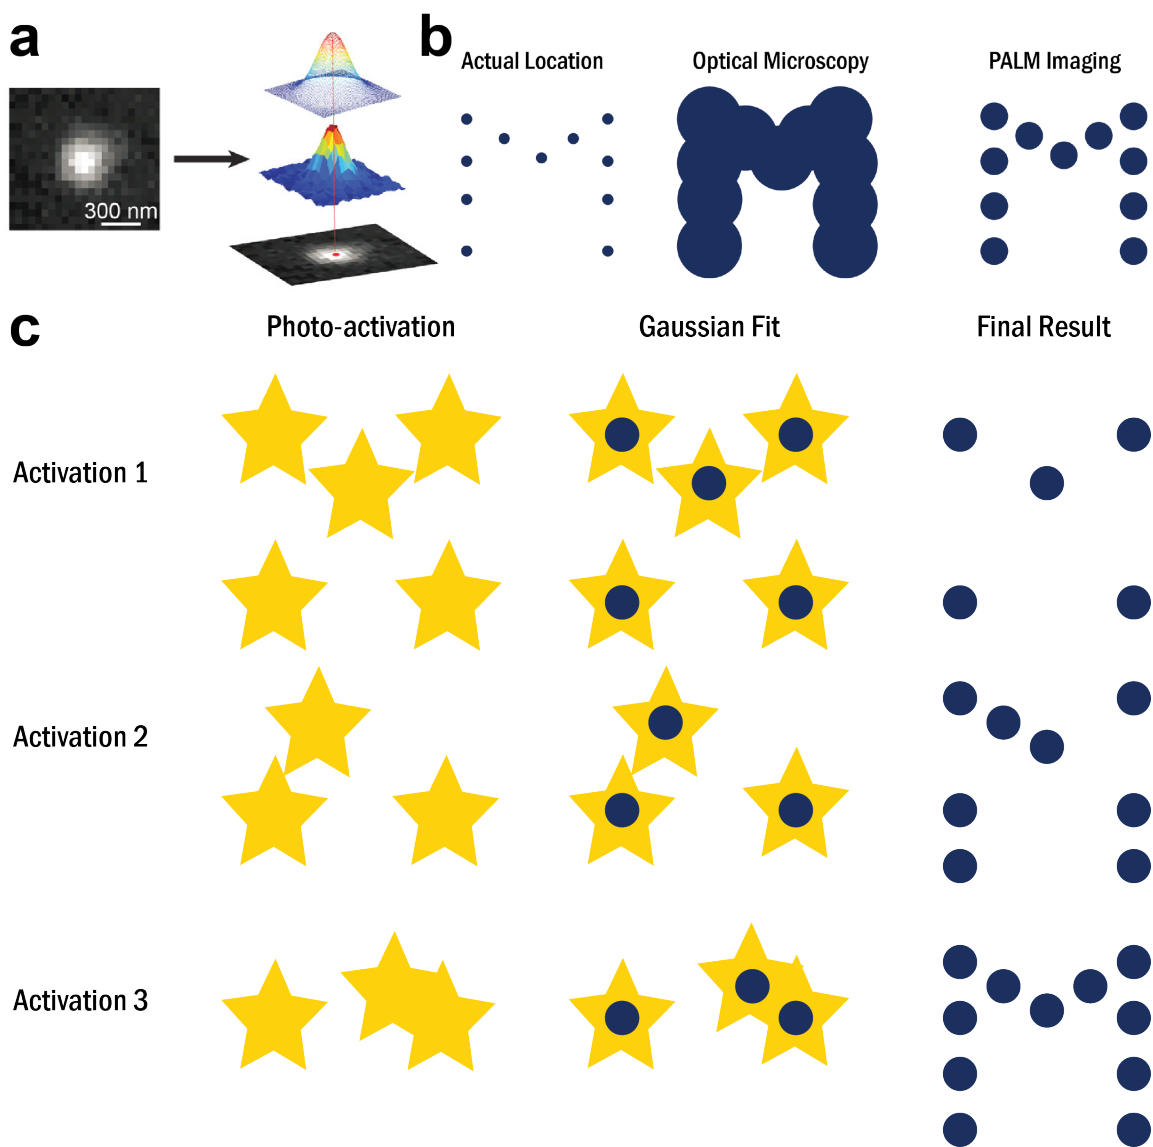 a
300 nm
b
Actual Location
Optical Microscopy
PALM Imaging
c
Photo-activation
Gaussian Fit
Final Result
Activation 1
Activation 2
Activation 3